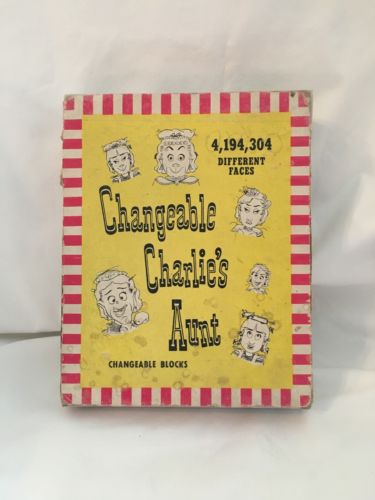 4,194,304
DIFFERENT
FACES
Changeable
Charlie's
Aunt
CHANGEABLE BLOCKS